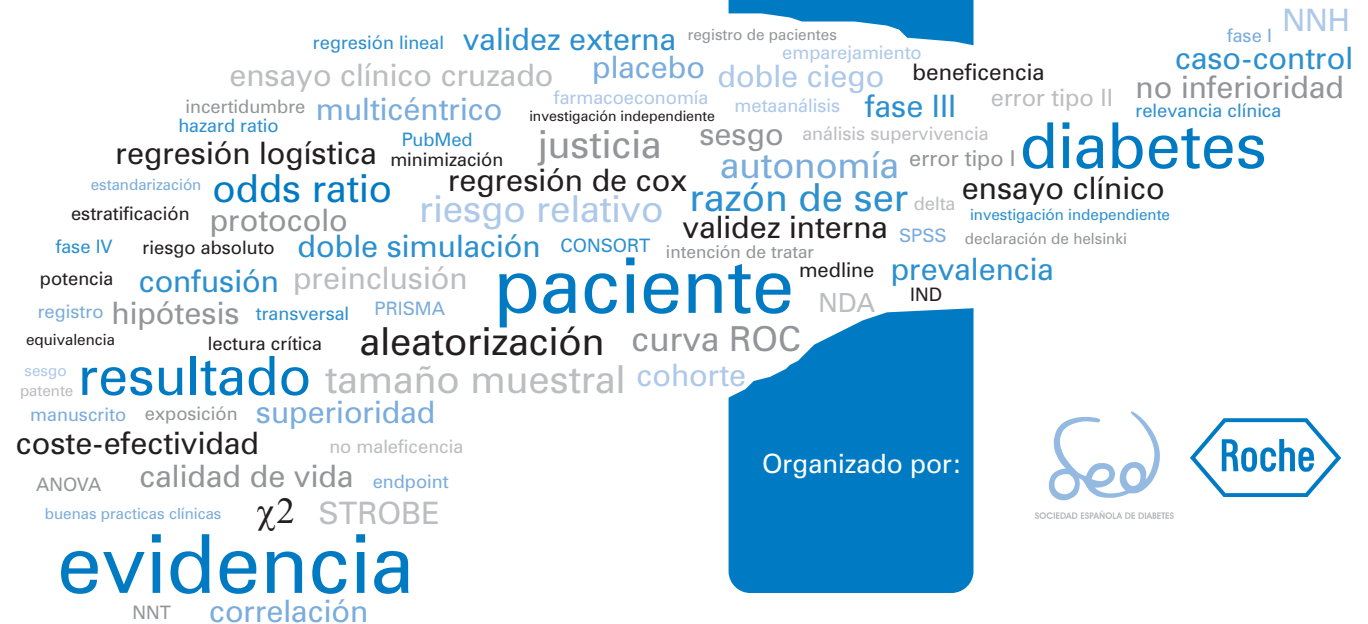 NNH
fase I
regresión lineal
validez externa
registro de pacientes
emparejamiento
caso-control
ensayo clínico cruzado
placebo
doble ciego
beneficencia
no inferioridad
incertidumbre
multicéntrico
farmacoeconomía
metaanálisis
fase III
error tipo II
relevancia clínica
hazard ratio
investigación independiente
PubMed
justicia
sesgo
análisis supervivencia
diabetes
regresión logística
minimización
autonomía
error tipo I
estandarización
odds ratio
regresión de cox
razón de ser
ensayo clínico
delta
estratificación
protocolo
riesgo relativo
validez interna
investigación independiente
fase IV
riesgo absoluto
doble simulación
CONSORT
intención de tratar
SPSS
declaración de helsinki
potencia
confusión
preinclusión
paciente
medline
prevalencia
registro
hipótesis
transversal
PRISMA
NDA
IND
equivalencia
lectura crítica
aleatorización
curva ROC
sesgo
patente
resultado
tamaño muestral
cohorte
manuscrito
exposición
superioridad
coste-efectividad
no maleficencia
ANOVA
calidad de vida
endpoint
buenas practicas clínicas
χ2
STROBE
evidencia
NNT
correlación
Organizado por:
sed
SOCIEDAD ESPAÑOLA DE DIABETES
Roche